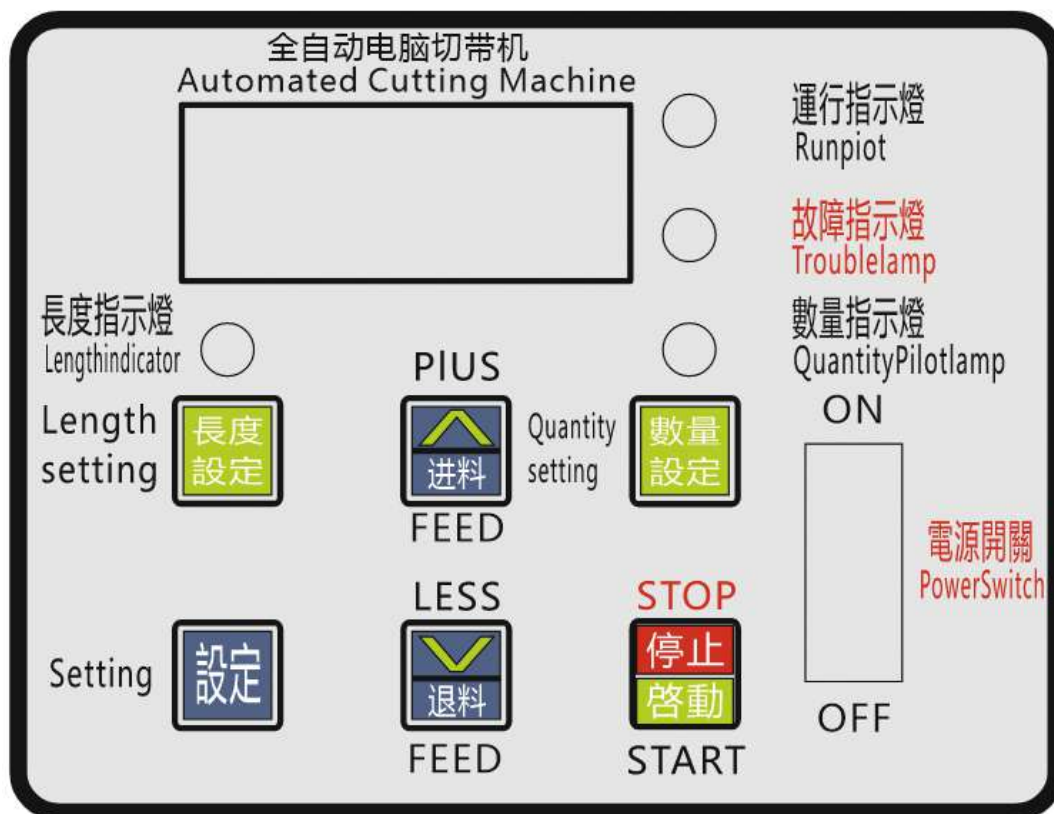 全自动电脑切带机
Automated Cutting Machine
運行指示燈
Runpiot
故障指示燈
Troublelamp
長度指示燈
Lengthindicator
數量指示燈
QuantityPilotlamp
PlUS
ON
Length
setting
長度
設定
进料
FEED
Quantity
setting
數量
設定
電源開關
PowerSwitch
LESS
STOP
Setting
設定
退料
FEED
停止
啓動
START
OFF